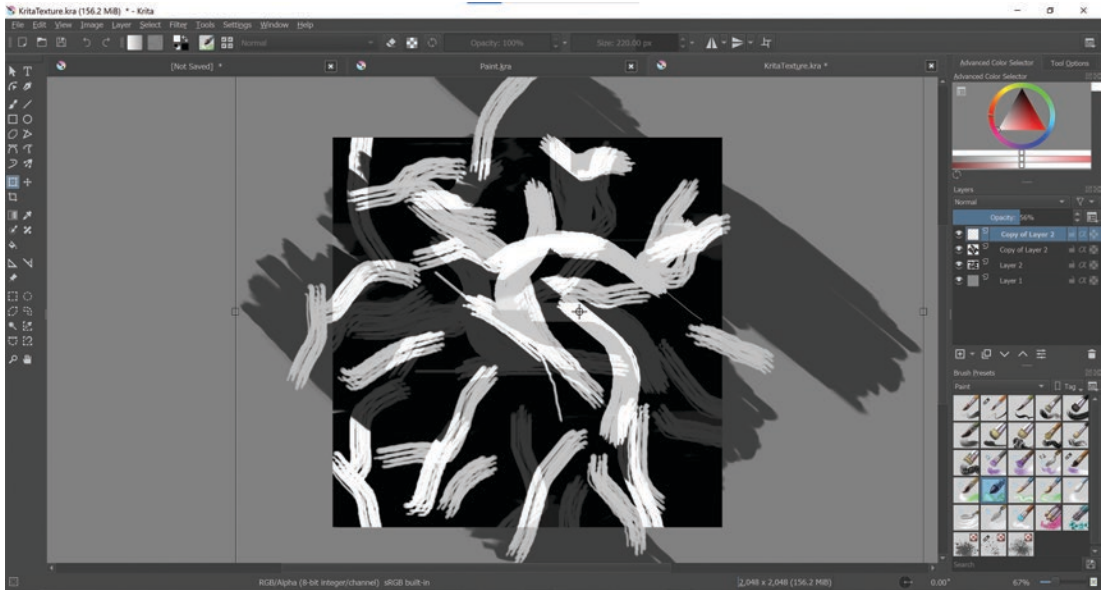 KritaTexture.kra (156.2 MiB) * - Krita
File Edit View Image Layer Select Filter Tools Settings Window Help
Normal
Opacity: 100%
Size: 220.00 px
[Not Saved] *
Paint.kra
KritaTexture.kra *
Advanced Color Selector
Tool Options
Advanced Color Selector
Layers
Normal
Opacity: 56%
Copy of Layer 2
Copy of Layer 2
Layer 2
Layer 1
Brush Presets
Paint
Tag
Search
RGB/Alpha (8-bit integer/channel) sRGB built-in
2,048 x 2,048 (156.2 MiB)
0.00°
67%